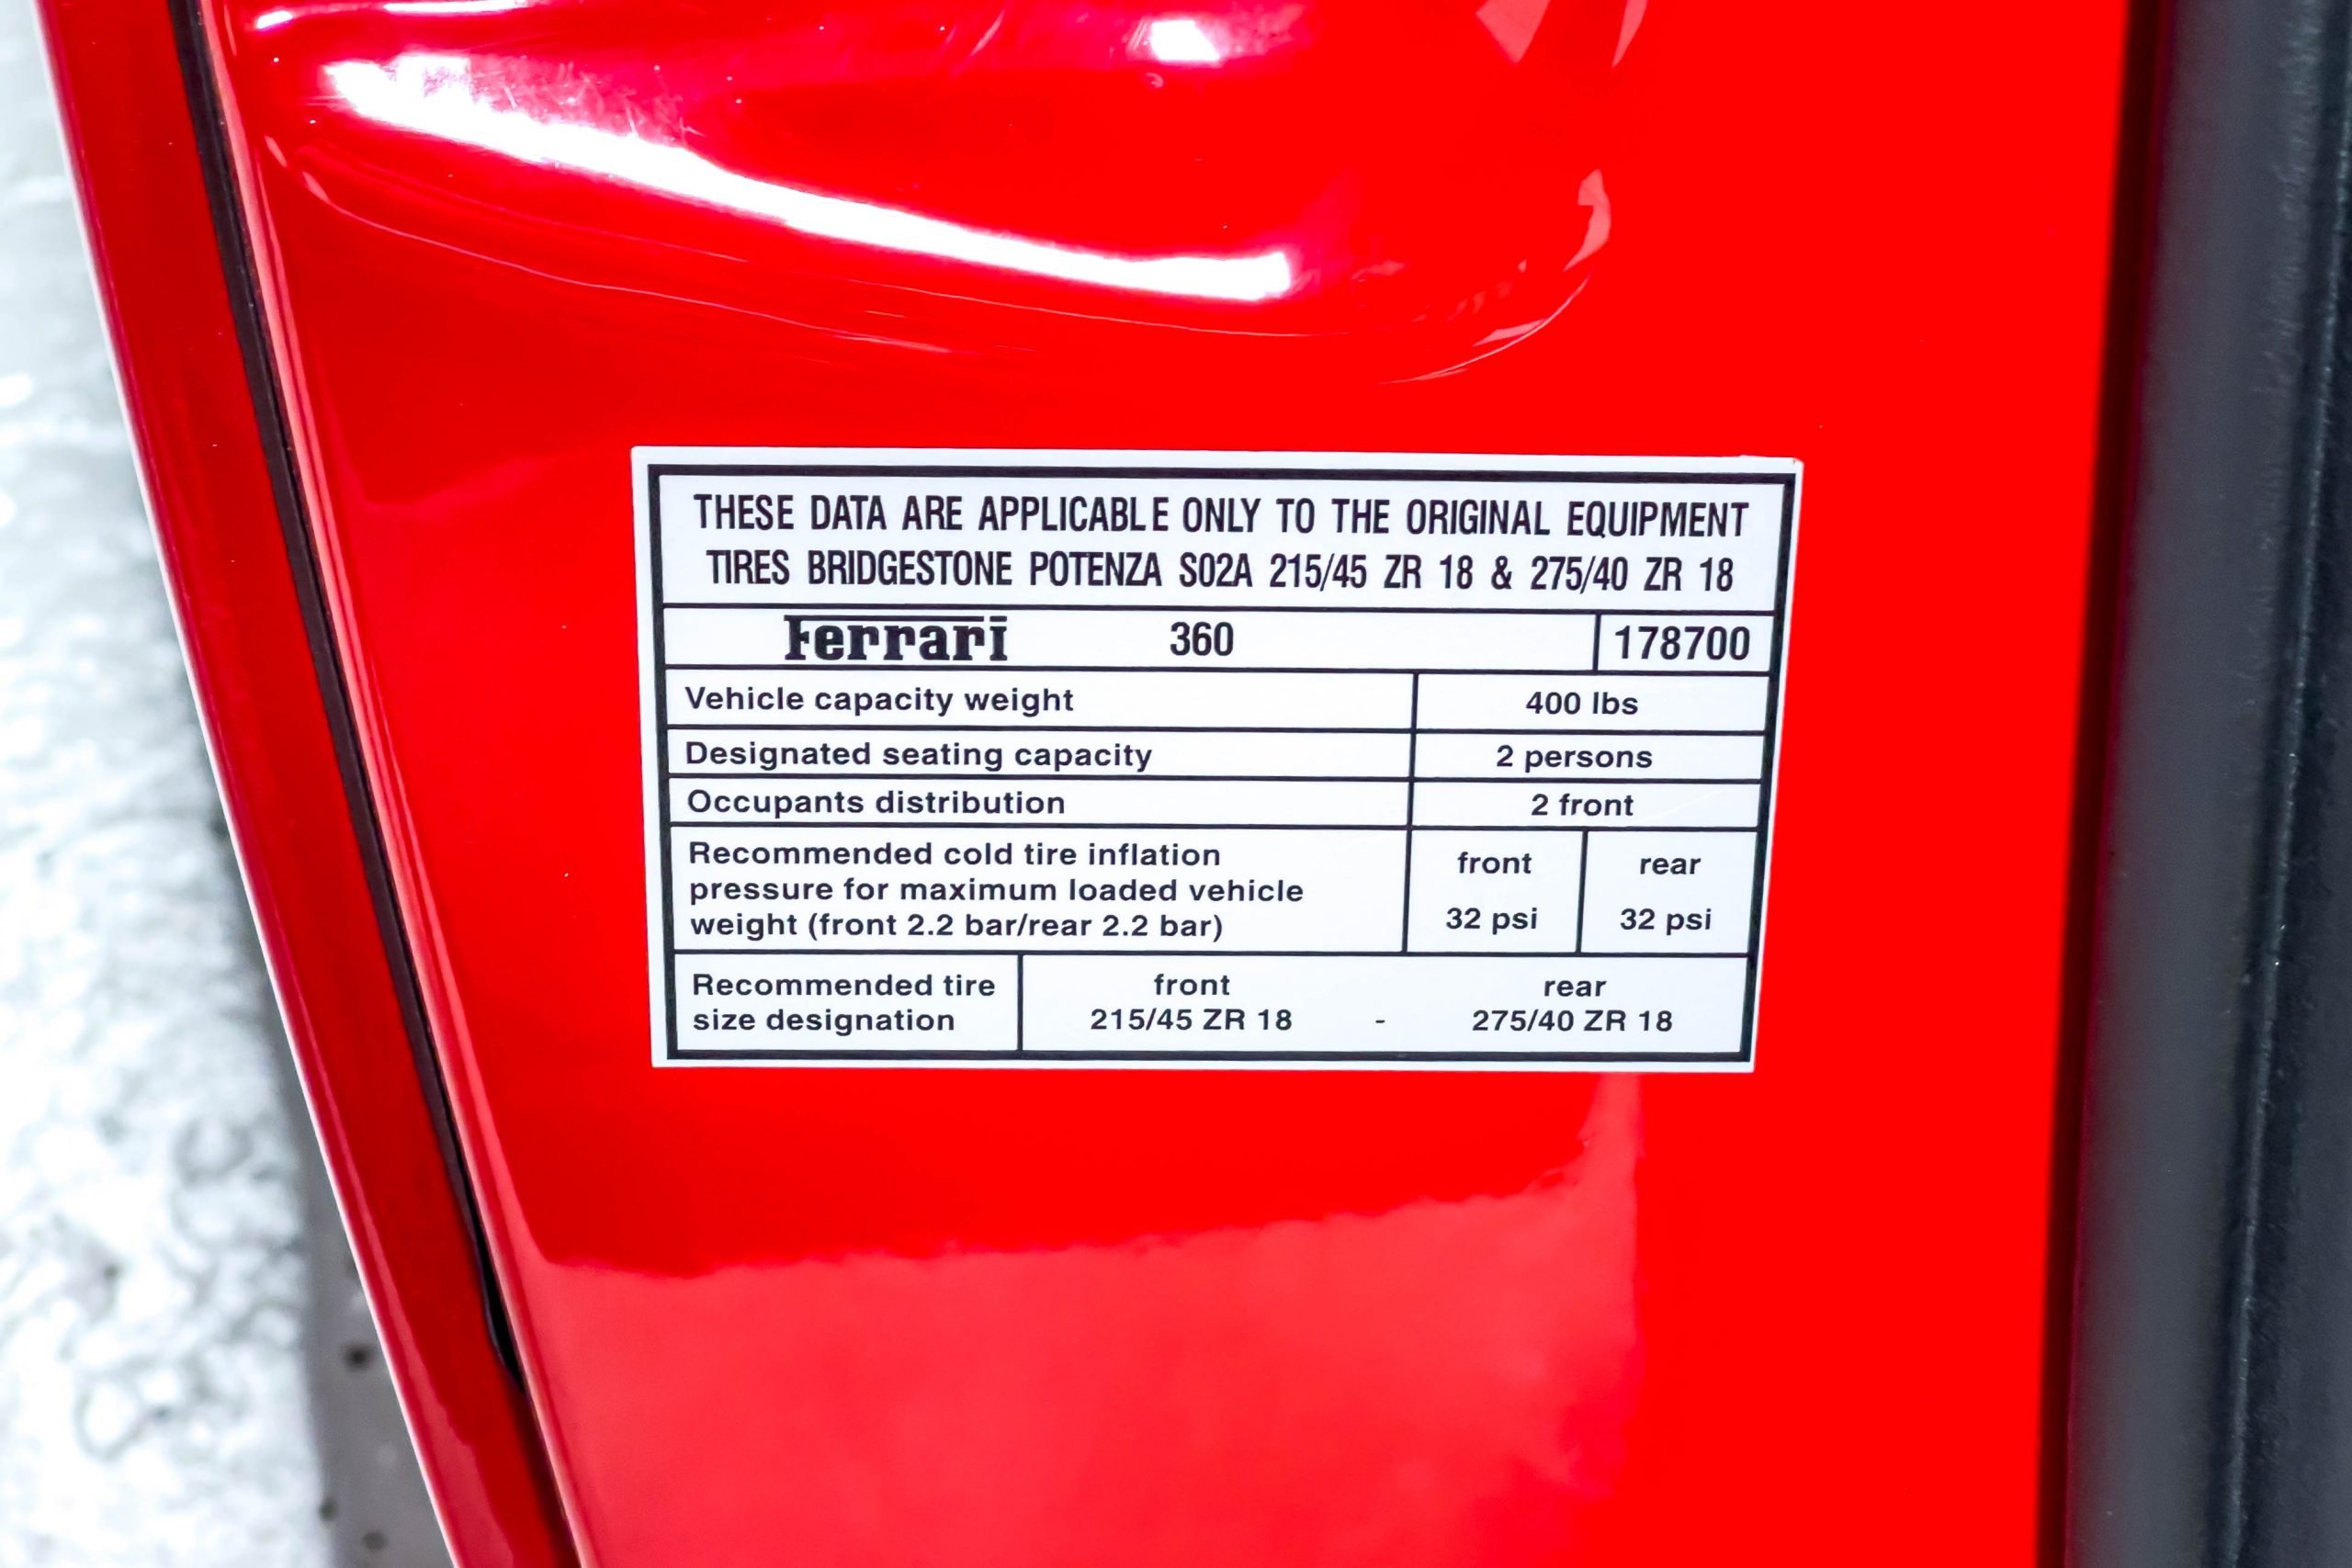 THESE DATA ARE APPLICABLE ONLY TO THE ORIGINAL EQUIPMENT
TIRES BRIDGESTONE POTENZA S02A 215/45 ZR 18 & 275/40 ZR 18
Ferrari 360 178700
Vehicle capacity weight 400 lbs
Designated seating capacity 2 persons
Occupants distribution 2 front
Recommended cold tire inflation
pressure for maximum loaded vehicle
weight (front 2.2 bar/rear 2.2 bar)
front rear
32 psi 32 psi
Recommended tire
size designation
front rear
215/45 ZR 18 - 275/40 ZR 18